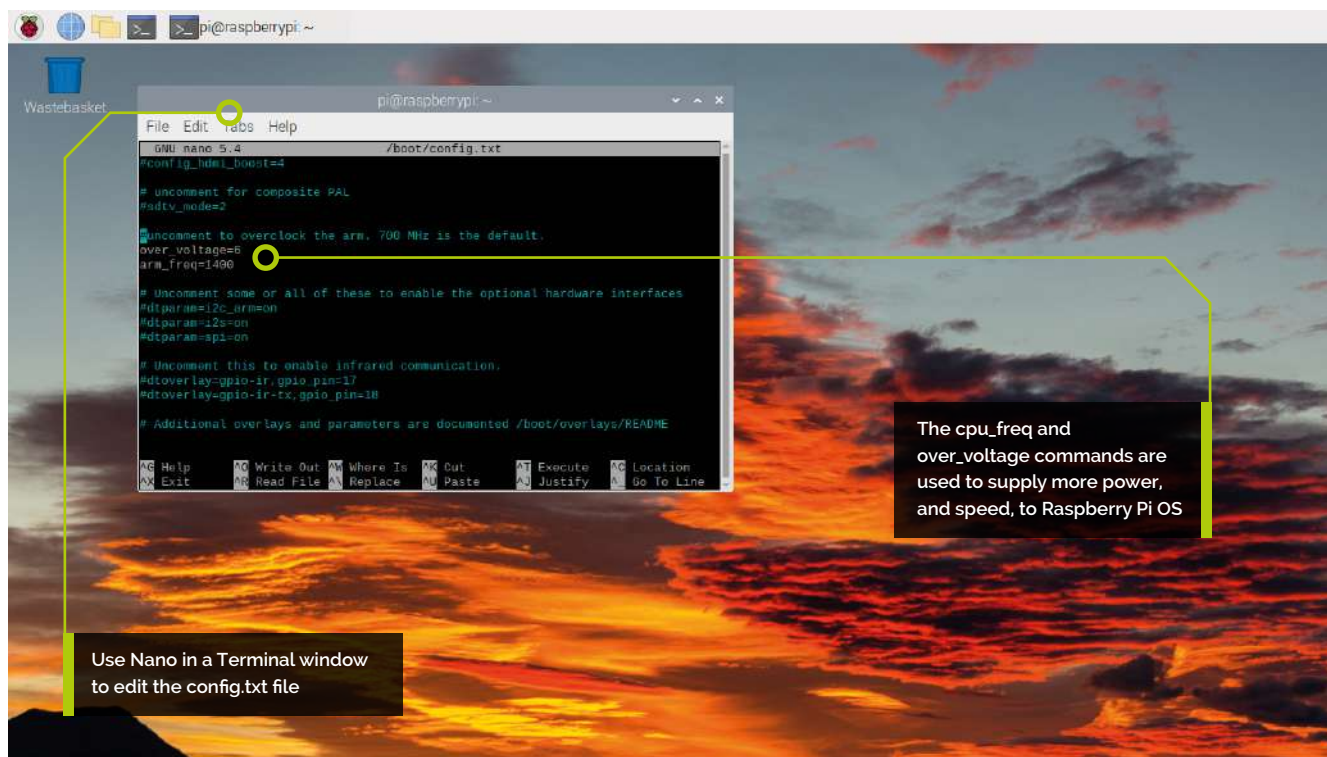 pi@raspberrypi: ~
Wastebasket
pi@raspberrypi: ~
File Edit Tabs Help
GNU nano 5.4 /boot/config.txt
#config_hdmi_boost=4
# uncomment for composite PAL
#sdtv_mode=2
#uncomment to overclock the arm. 700 MHz is the default.
over_voltage=6
arm_freq=1400
# Uncomment some or all of these to enable the optional hardware interfaces
#dtparam=i2c_arm=on
#dtparam=i2s=on
#dtparam=spi=on
# Uncomment this to enable infrared communication.
#dtoverlay=gpio-ir,gpio_pin=17
#dtoverlay=gpio-ir-tx,gpio_pin=18
# Additional overlays and parameters are documented /boot/overlays/README
^G Help ^O Write Out ^W Where Is ^K Cut ^T Execute ^C Location
^X Exit ^R Read File ^\ Replace ^U Paste ^J Justify ^_ Go To Line
The cpu_freq and
over_voltage commands are
used to supply more power,
and speed, to Raspberry Pi OS
Use Nano in a Terminal window
to edit the config.txt file